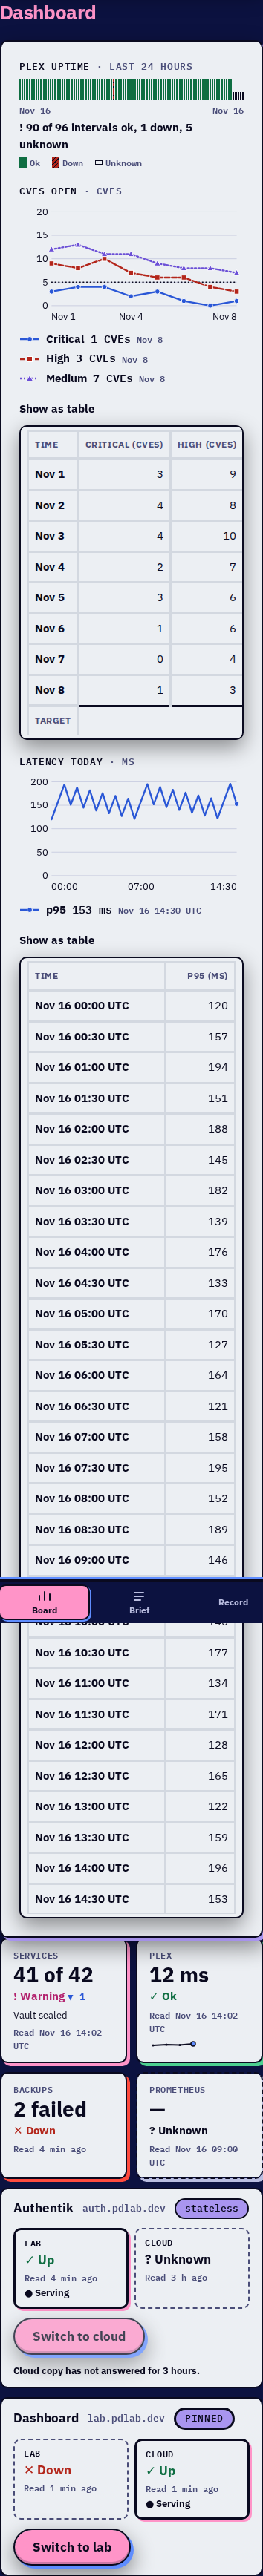 Dashboard
PLEX UPTIME · LAST 24 HOURS
Nov 16 Nov 16
! 90 of 96 intervals ok, 1 down, 5
unknown
Ok Down Unknown
CVES OPEN · CVES
20
15
10
5
0
Nov 1 Nov 4 Nov 8
Critical 1 CVEs Nov 8
High 3 CVEs Nov 8
Medium 7 CVEs Nov 8
Show as table
TIME CRITICAL (CVES) HIGH (CVES)
Nov 1 3 9
Nov 2 4 8
Nov 3 4 10
Nov 4 2 7
Nov 5 3 6
Nov 6 1 6
Nov 7 0 4
Nov 8 1 3
TARGET
LATENCY TODAY · MS
200
150
100
50
0
00:00 07:00 14:30
p95 153 ms Nov 16 14:30 UTC
Show as table
TIME P95 (MS)
Nov 16 00:00 UTC 120
Nov 16 00:30 UTC 157
Nov 16 01:00 UTC 194
Nov 16 01:30 UTC 151
Nov 16 02:00 UTC 188
Nov 16 02:30 UTC 145
Nov 16 03:00 UTC 182
Nov 16 03:30 UTC 139
Nov 16 04:00 UTC 176
Nov 16 04:30 UTC 133
Nov 16 05:00 UTC 170
Nov 16 05:30 UTC 127
Nov 16 06:00 UTC 164
Nov 16 06:30 UTC 121
Nov 16 07:00 UTC 158
Nov 16 07:30 UTC 195
Nov 16 08:00 UTC 152
Nov 16 08:30 UTC 189
Nov 16 09:00 UTC 146
Board Brief Record
Nov 16 10:30 UTC 177
Nov 16 11:00 UTC 134
Nov 16 11:30 UTC 171
Nov 16 12:00 UTC 128
Nov 16 12:30 UTC 165
Nov 16 13:00 UTC 122
Nov 16 13:30 UTC 159
Nov 16 14:00 UTC 196
Nov 16 14:30 UTC 153
SERVICES
41 of 42
! Warning ▼ 1
Vault sealed
Read Nov 16 14:02
UTC
PLEX
12 ms
✓ Ok
Read Nov 16 14:02
UTC
BACKUPS
2 failed
✕ Down
Read 4 min ago
PROMETHEUS
—
? Unknown
Read Nov 16 09:00
UTC
Authentik auth.pdlab.dev stateless
LAB
✓ Up
Read 4 min ago
● Serving
CLOUD
? Unknown
Read 3 h ago
Switch to cloud
Cloud copy has not answered for 3 hours.
Dashboard lab.pdlab.dev PINNED
LAB
✕ Down
Read 1 min ago
CLOUD
✓ Up
Read 1 min ago
● Serving
Switch to lab